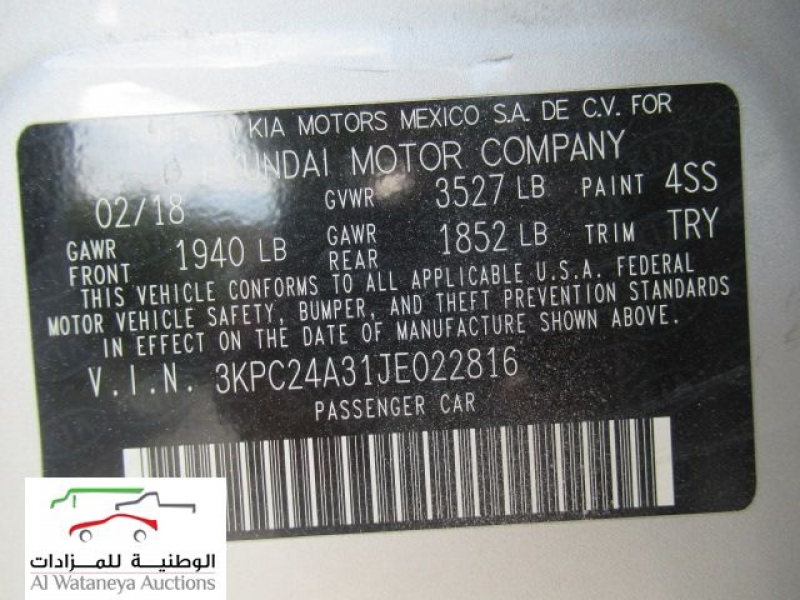 KIA MOTORS MEXICO S.A. DE C.V. FOR
HYUNDAI MOTOR COMPANY
02/18 GVWR 3527 LB PAINT 4SS
GAWR FRONT 1940 LB GAWR REAR 1852 LB TRIM TRY
THIS VEHICLE CONFORMS TO ALL APPLICABLE U.S.A. FEDERAL
MOTOR VEHICLE SAFETY, BUMPER, AND THEFT PREVENTION STANDARDS
IN EFFECT ON THE DATE OF MANUFACTURE SHOWN ABOVE.
V.I.N. 3KPC24A31JE022816
PASSENGER CAR
الوطنية للمزادات
Al Wataneya Auctions